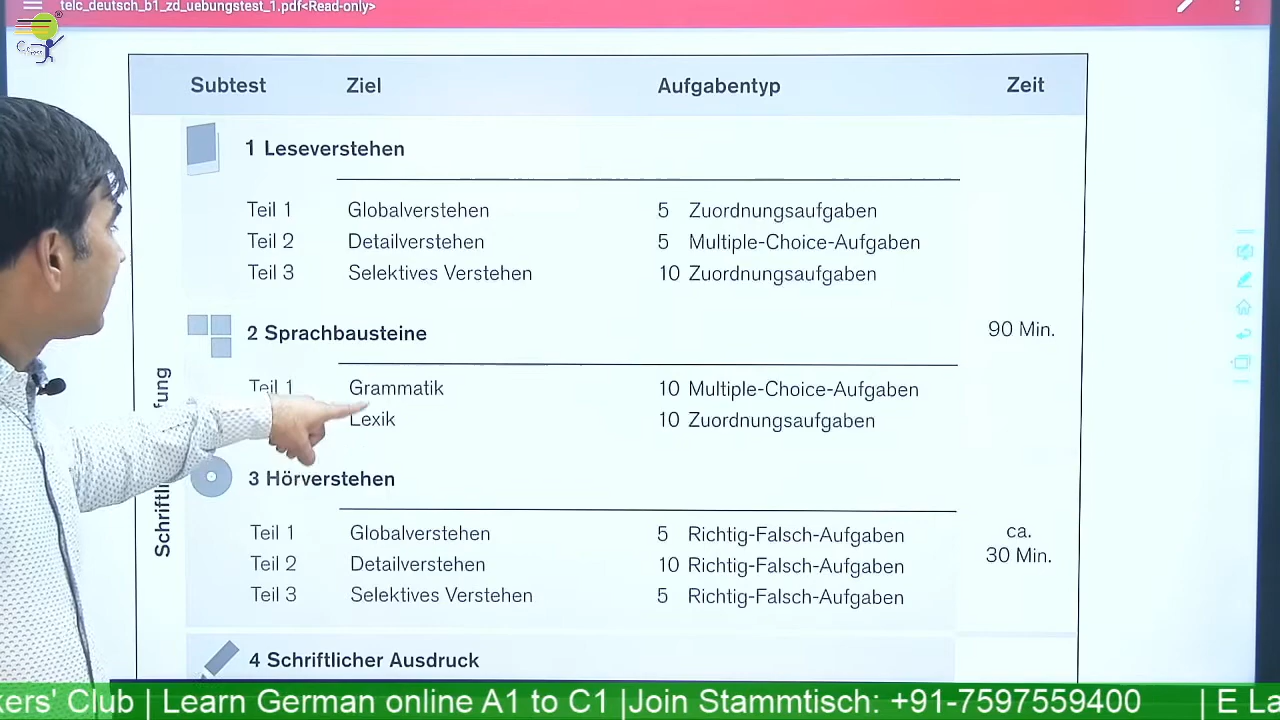 telc_deutsch_b1_zd_uebungstest_1.pdf<Read-only>
Subtest Ziel Aufgabentyp Zeit
1 Leseverstehen
Teil 1 Globalverstehen 5 Zuordnungsaufgaben
Teil 2 Detailverstehen 5 Multiple-Choice-Aufgaben
Teil 3 Selektives Verstehen 10 Zuordnungsaufgaben
2 Sprachbausteine
90 Min.
Teil 1 Grammatik 10 Multiple-Choice-Aufgaben
Lexik 10 Zuordnungsaufgaben
3 Hörverstehen
Teil 1 Globalverstehen 5 Richtig-Falsch-Aufgaben
Teil 2 Detailverstehen 10 Richtig-Falsch-Aufgaben
Teil 3 Selektives Verstehen 5 Richtig-Falsch-Aufgaben
ca.
30 Min.
4 Schriftlicher Ausdruck
kers' Club | Learn German online A1 to C1 |Join Stammtisch: +91-7597559400 | E La